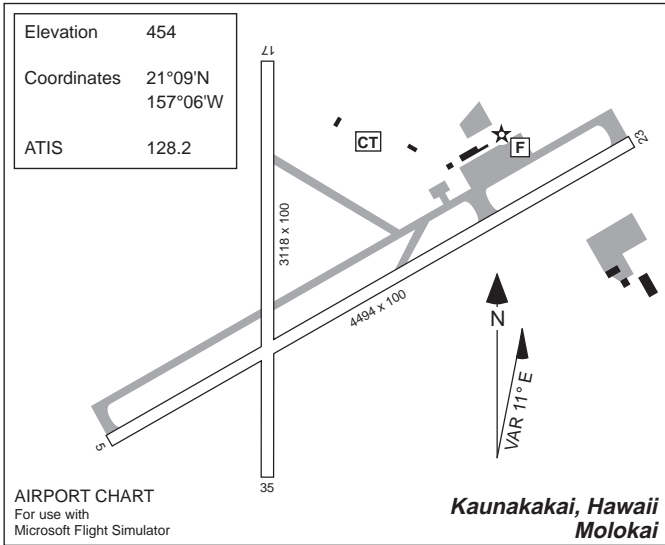 Elevation 454
Coordinates 21°09'N
157°06'W
ATIS 128.2
17
CT
F
23
3118 x 100
4494 x 100
N
VAR 11° E
5
35
AIRPORT CHART
For use with
Microsoft Flight Simulator
Kaunakakai, Hawaii
Molokai